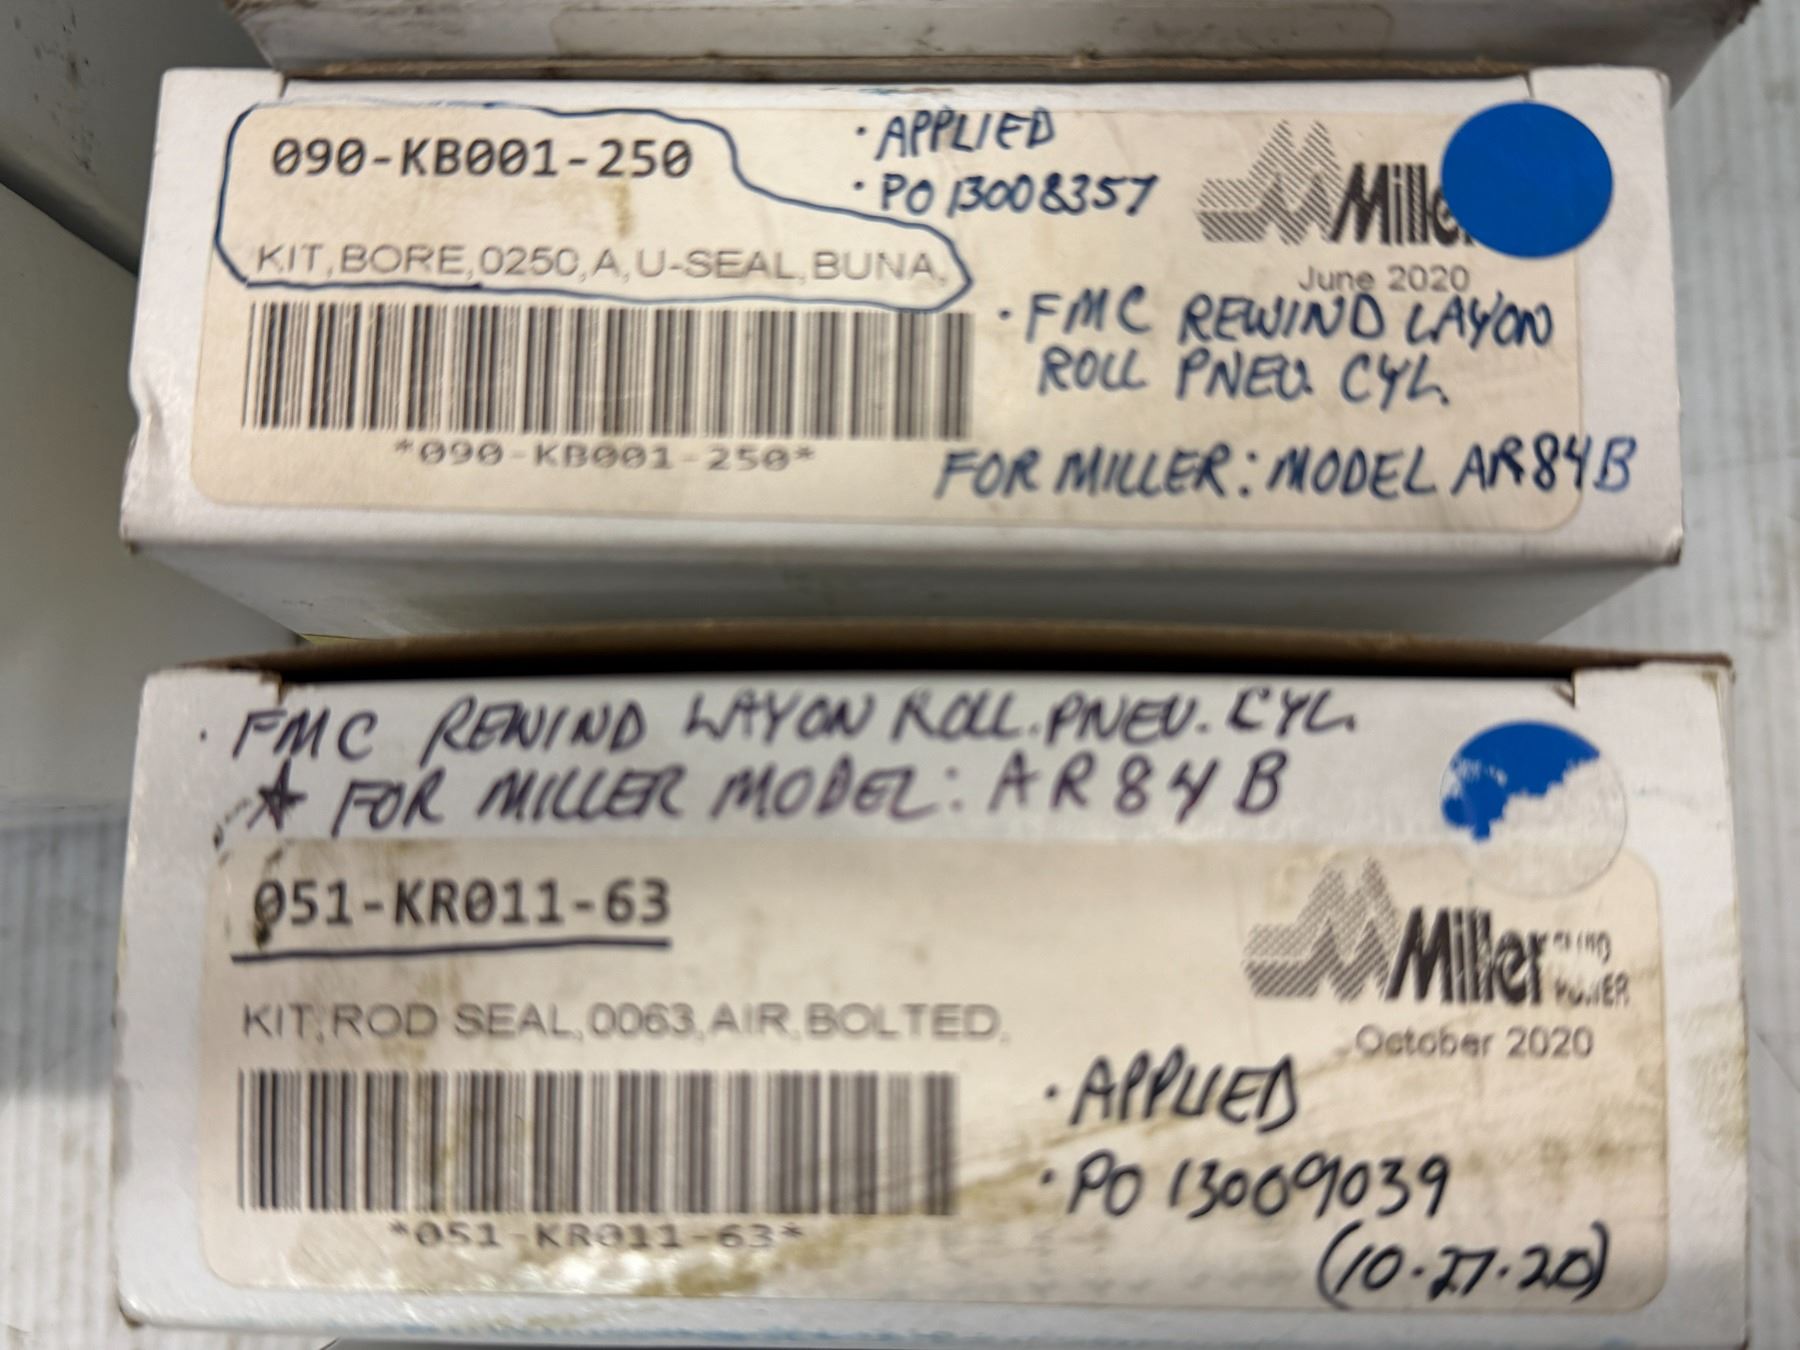 090-KB001-250
· APPLIED
· PO 13008357
KIT,BORE,0250,A,U-SEAL,BUNA,
June 2020
· FMC REWIND LAYON
ROLL PNEU. CYL.
*090-KB001-250*
FOR MILLER: MODEL AR84B
· FMC REWIND LAYON ROLL. PNEU. CYL.
★ FOR MILLER MODEL: AR84B
051-KR011-63
Miller
POWER
KIT,ROD SEAL,0063,AIR,BOLTED,
October 2020
· APPLIED
· PO 13009039
*051-KR011-63*
(10-27-20)